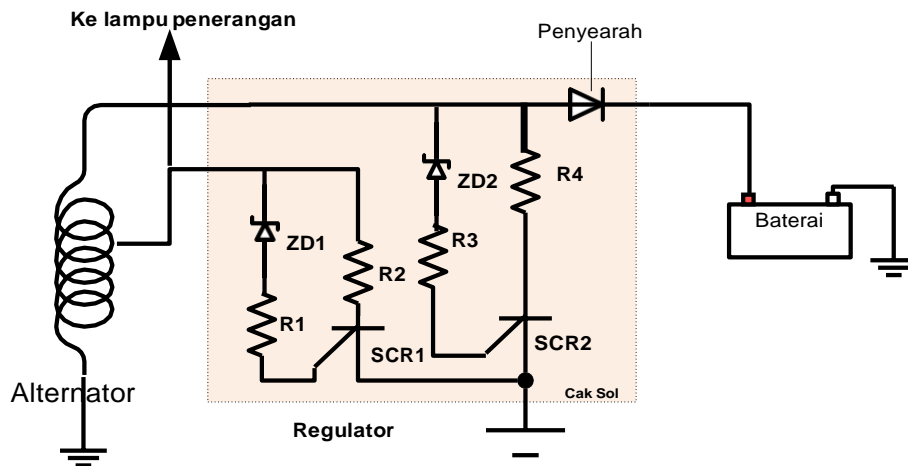 Ke lampu penerangan
Penyearah
ZD2
R4
Baterai
ZD1
R3
R2
R1
SCR1
SCR2
Alternator
Cak Sol
Regulator